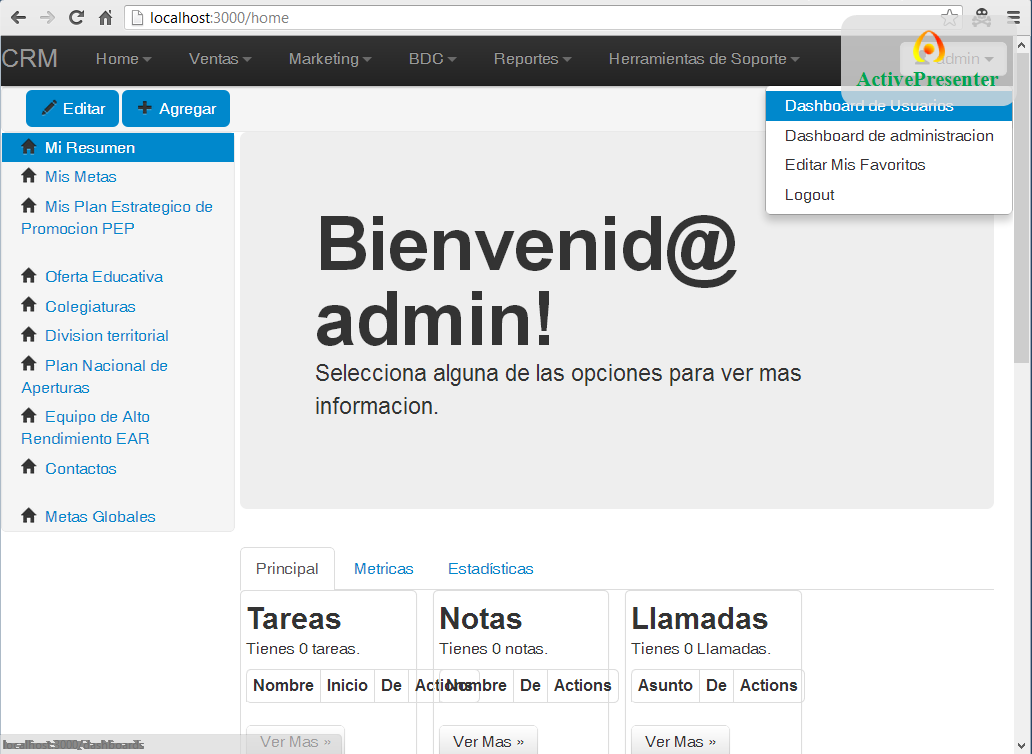 localhost:3000/home
CRM Home Ventas Marketing BDC Reportes Herramientas de Soporte admin
ActivePresenter
Editar Agregar
Dashboard de Usuarios
Dashboard de administracion
Editar Mis Favoritos
Logout
Mi Resumen
Mis Metas
Mis Plan Estrategico de
Promocion PEP
Oferta Educativa
Colegiaturas
Division territorial
Plan Nacional de
Aperturas
Equipo de Alto
Rendimiento EAR
Contactos
Metas Globales
Bienvenid@
admin!
Selecciona alguna de las opciones para ver mas
informacion.
Principal Metricas Estadísticas
Tareas
Tienes 0 tareas.
Nombre Inicio De Actions
Ver Mas »
Notas
Tienes 0 notas.
Nombre De Actions
Ver Mas »
Llamadas
Tienes 0 Llamadas.
Asunto De Actions
Ver Mas »
localhost:3000/dashboards